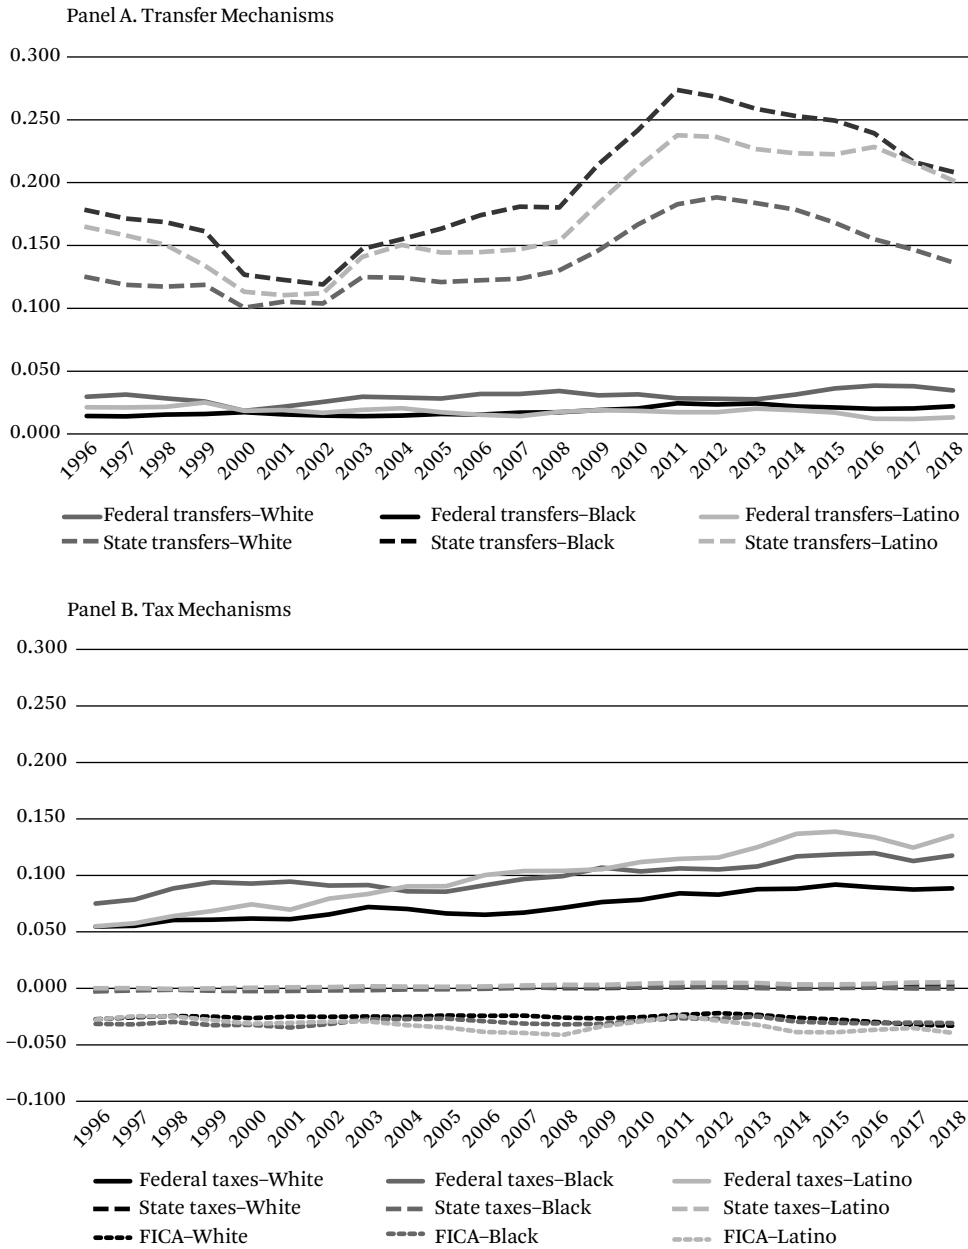 Panel A. Transfer Mechanisms
0.300
0.250
0.200
0.150
0.100
0.050
0.000
1996 1997 1998 1999 2000 2001 2002 2003 2004 2005 2006 2007 2008 2009 2010 2011 2012 2013 2014 2015 2016 2017 2018
Federal transfers–White Federal transfers–Black Federal transfers–Latino
State transfers–White State transfers–Black State transfers–Latino
Panel B. Tax Mechanisms
0.300
0.250
0.200
0.150
0.100
0.050
0.000
−0.050
−0.100
1996 1997 1998 1999 2000 2001 2002 2003 2004 2005 2006 2007 2008 2009 2010 2011 2012 2013 2014 2015 2016 2017 2018
Federal taxes–White Federal taxes–Black Federal taxes–Latino
State taxes–White State taxes–Black State taxes–Latino
FICA–White FICA–Black FICA–Latino